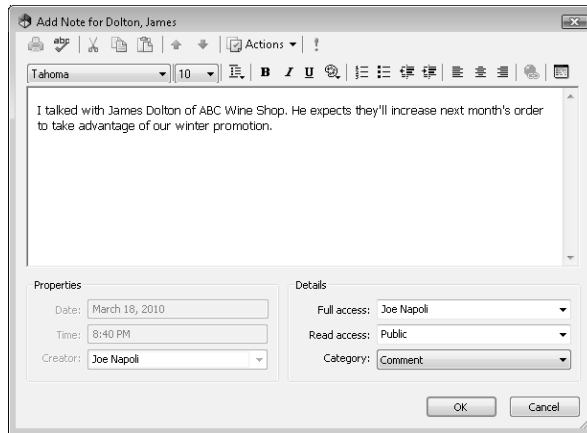 Add Note for Dolton, James
abc
Actions
Tahoma 10 B I U
I talked with James Dolton of ABC Wine Shop. He expects they'll increase next month's order
to take advantage of our winter promotion.
Properties Details
Date: March 18, 2010 Full access: Joe Napoli
Time: 8:40 PM Read access: Public
Creator: Joe Napoli Category: Comment
OK Cancel